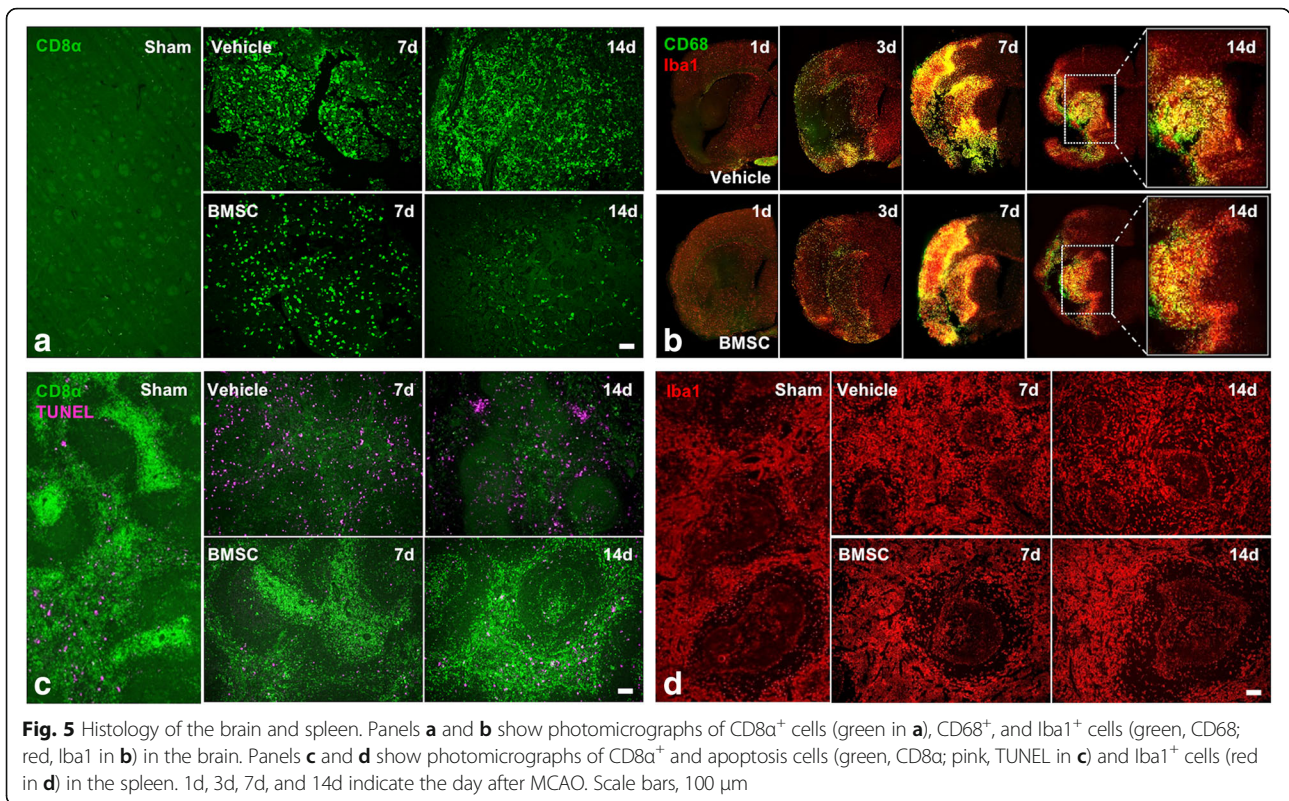 CD8α Sham Vehicle 7d 14d
BMSC 7d 14d
a
CD68 1d 3d 7d 14d 14d
Iba1
Vehicle
1d 3d 7d 14d 14d
b BMSC
CD8α Sham Vehicle 7d 14d
TUNEL
BMSC 7d 14d
c
Iba1 Sham Vehicle 7d 14d
BMSC 7d 14d
d
Fig. 5 Histology of the brain and spleen. Panels a and b show photomicrographs of CD8α+ cells (green in a), CD68+, and Iba1+ cells (green, CD68;
red, Iba1 in b) in the brain. Panels c and d show photomicrographs of CD8α+ and apoptosis cells (green, CD8α; pink, TUNEL in c) and Iba1+ cells (red
in d) in the spleen. 1d, 3d, 7d, and 14d indicate the day after MCAO. Scale bars, 100 μm